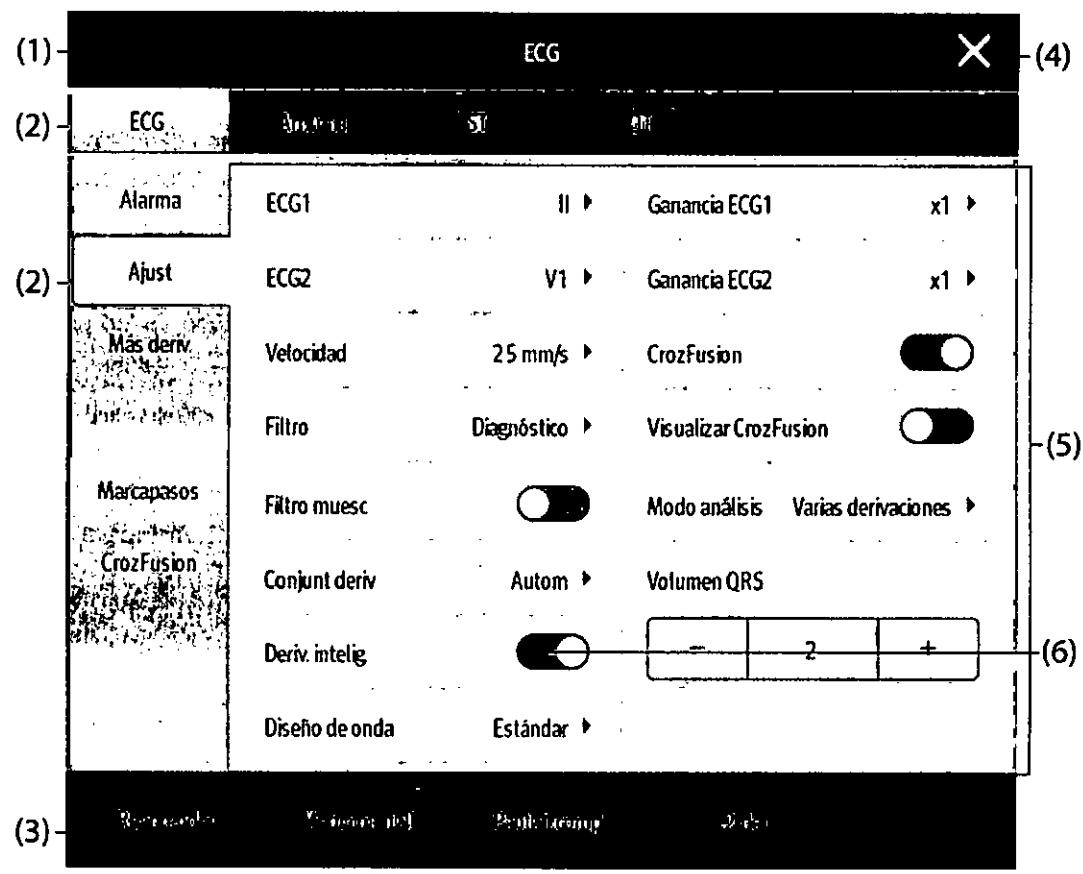 (1) ECG (4)
(2) ECG ST
Alarma ECG1 II Ganancia ECG1 x1
(2) Ajust ECG2 V1 Ganancia ECG2 x1
Más deriv. Velocidad 25 mm/s CrozFusion
Filtro Diagnóstico Visualizar CrozFusion (5)
Marcapasos Filtro muesc Modo análisis Varias derivaciones
CrozFusion Conjunt deriv Autom Volumen QRS
Deriv. intelig. − 2 + (6)
Diseño de onda Estándar
(3)